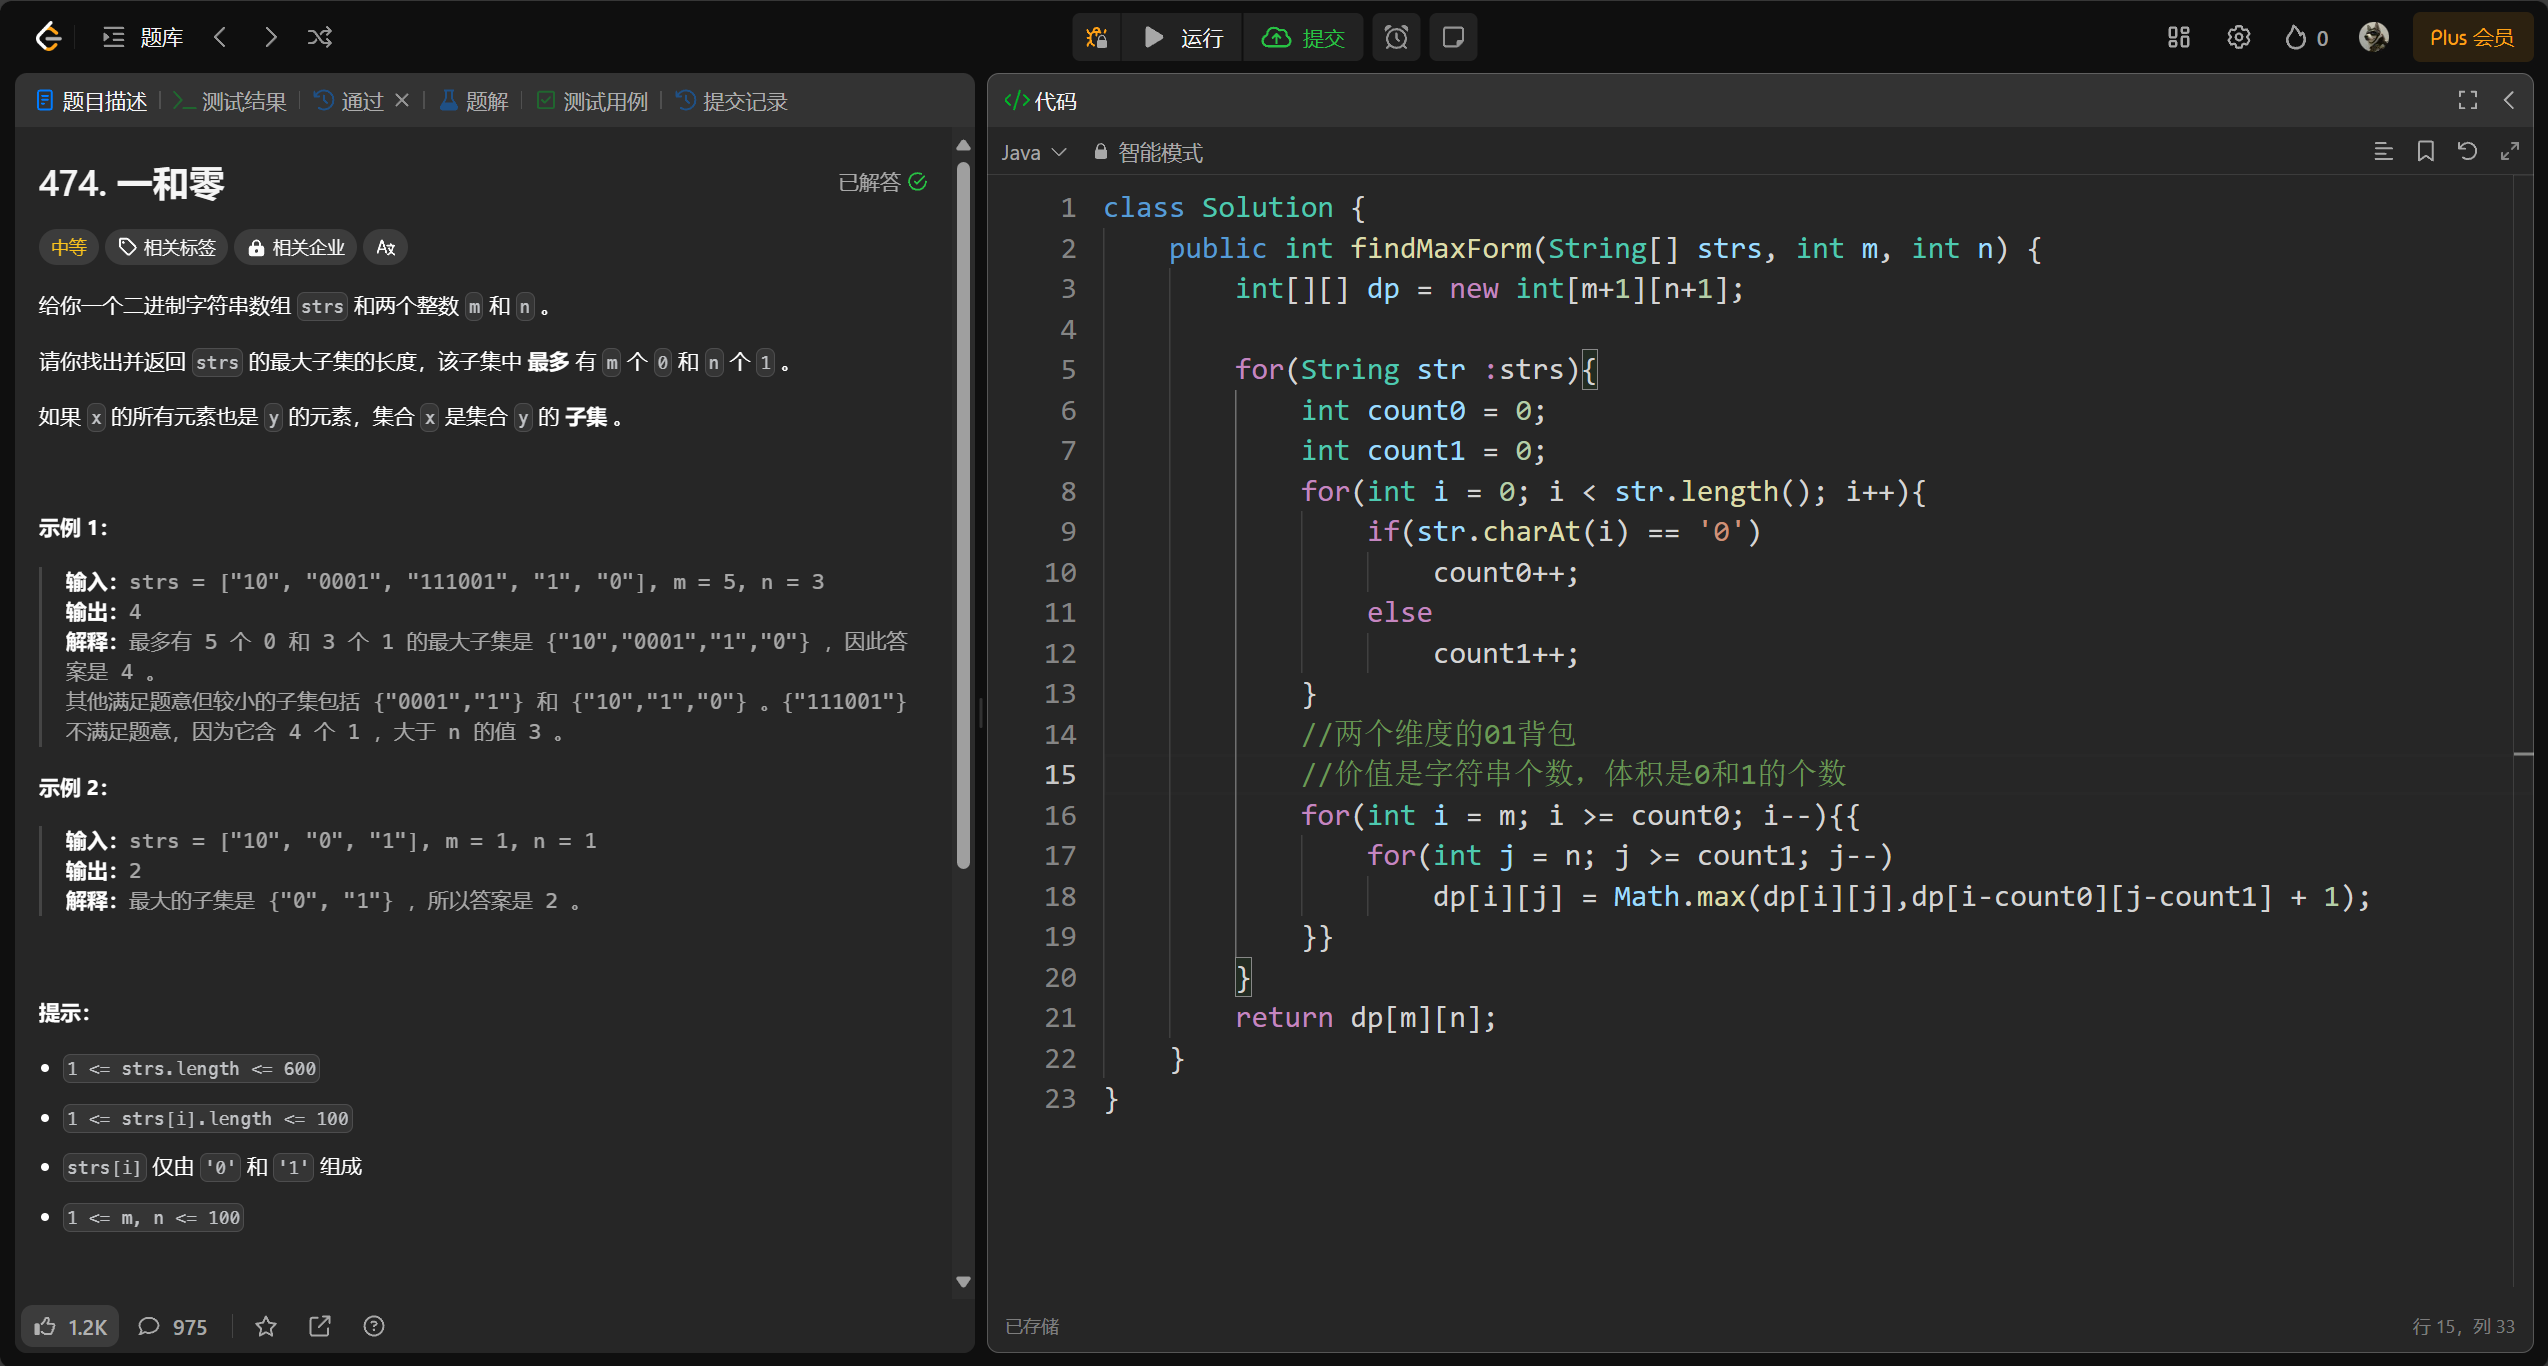 题库
运行
提交
0
Plus 会员
题目描述
测试结果
通过
题解
测试用例
提交记录
474. 一和零
已解答
中等
相关标签
相关企业
给你一个二进制字符串数组 strs 和两个整数 m 和 n 。
请你找出并返回 strs 的最大子集的长度，该子集中 最多 有 m 个 0 和 n 个 1 。
如果 x 的所有元素也是 y 的元素，集合 x 是集合 y 的 子集 。
示例 1：
输入：strs = ["10", "0001", "111001", "1", "0"], m = 5, n = 3
输出：4
解释：最多有 5 个 0 和 3 个 1 的最大子集是 {"10","0001","1","0"} ，因此答
案是 4 。
其他满足题意但较小的子集包括 {"0001","1"} 和 {"10","1","0"} 。{"111001"}
不满足题意，因为它含 4 个 1 ，大于 n 的值 3 。
示例 2：
输入：strs = ["10", "0", "1"], m = 1, n = 1
输出：2
解释：最大的子集是 {"0", "1"} ，所以答案是 2 。
提示：
1 <= strs.length <= 600
1 <= strs[i].length <= 100
strs[i] 仅由 '0' 和 '1' 组成
1 <= m, n <= 100
1.2K
975
</>代码
Java
智能模式
1 class Solution {
2 public int findMaxForm(String[] strs, int m, int n) {
3 int[][] dp = new int[m+1][n+1];
4
5 for(String str :strs){
6 int count0 = 0;
7 int count1 = 0;
8 for(int i = 0; i < str.length(); i++){
9 if(str.charAt(i) == '0')
10 count0++;
11 else
12 count1++;
13 }
14 //两个维度的01背包
15 //价值是字符串个数，体积是0和1的个数
16 for(int i = m; i >= count0; i--){{
17 for(int j = n; j >= count1; j--)
18 dp[i][j] = Math.max(dp[i][j],dp[i-count0][j-count1] + 1);
19 }}
20 }
21 return dp[m][n];
22 }
23 }
已存储
行 15，列 33